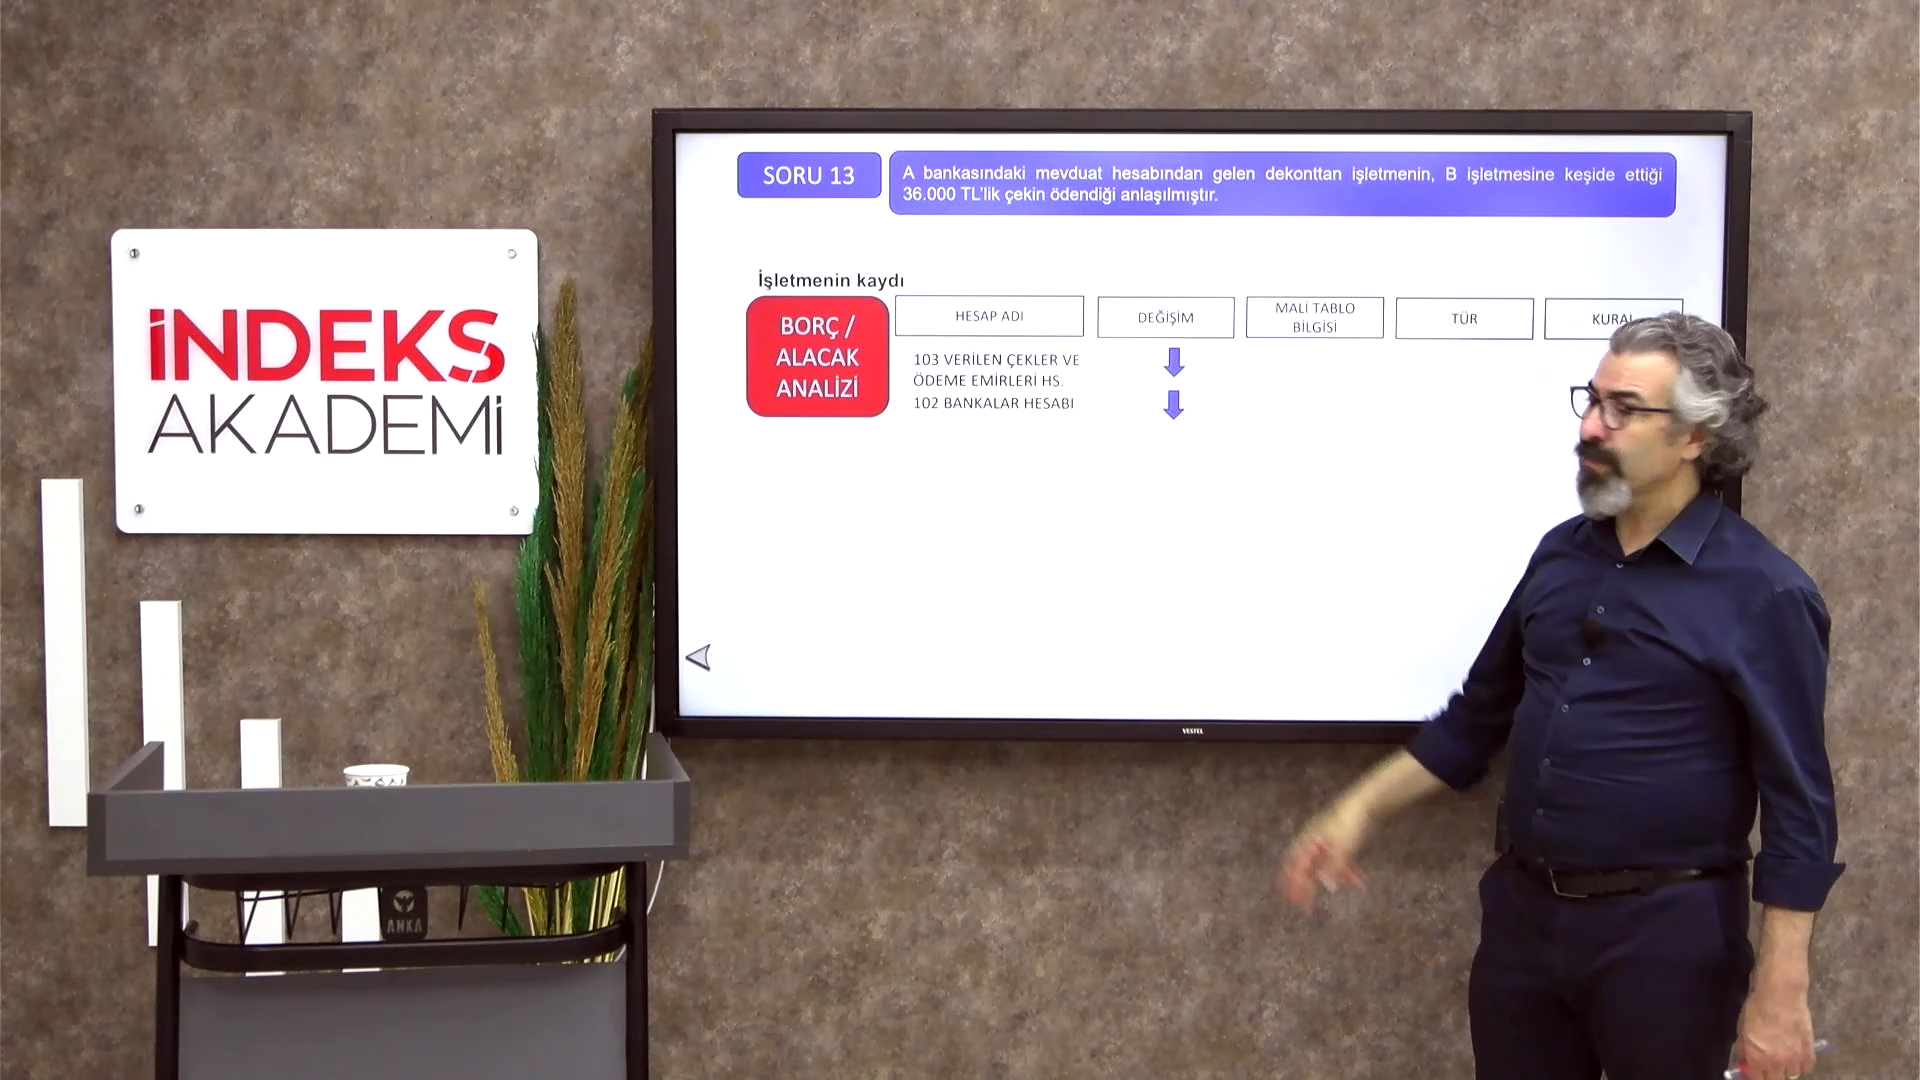 SORU 13
A bankasındaki mevduat hesabından gelen dekonttan işletmenin, B işletmesine keşide ettiği
36.000 TL'lik çekin ödendiği anlaşılmıştır.
İNDEKS
AKADEMİ
İşletmenin kaydı
BORÇ /
ALACAK
ANALİZİ
HESAP ADI
DEĞİŞİM
MALİ TABLO
BİLGİSİ
TÜR
KURAL
103 VERİLEN ÇEKLER VE
ÖDEME EMİRLERİ HS.
102 BANKALAR HESABI
VESTEL
ANKA